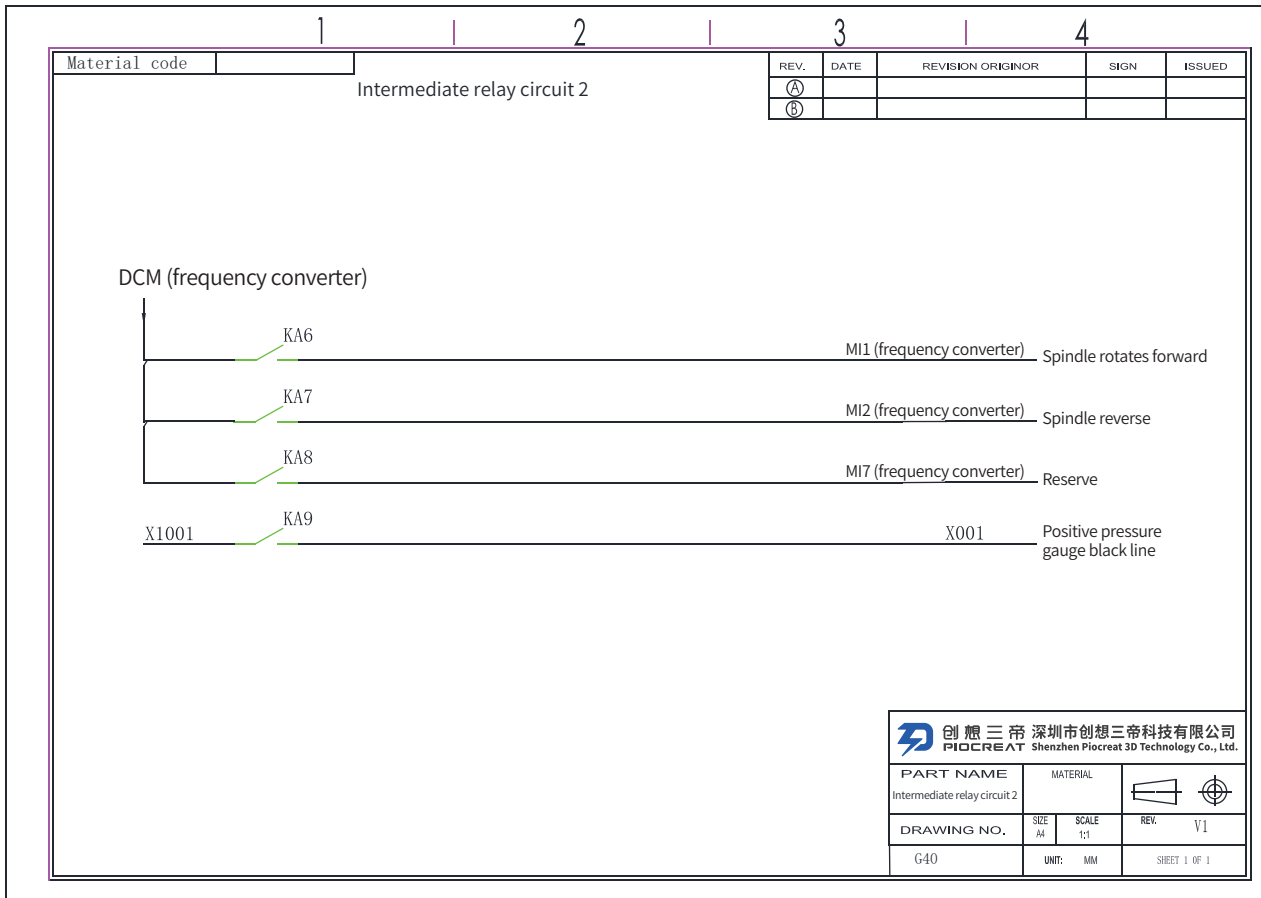 1 2 3 4
Material code
REV. DATE REVISION ORIGINOR SIGN ISSUED
A
B
Intermediate relay circuit 2
DCM (frequency converter)
KA6
MI1 (frequency converter) Spindle rotates forward
KA7
MI2 (frequency converter) Spindle reverse
KA8
MI7 (frequency converter) Reserve
X1001 KA9 X001 Positive pressure
gauge black line
创想三帝 深圳市创想三帝科技有限公司
PIOCREAT Shenzhen Piocreat 3D Technology Co., Ltd.
PART NAME MATERIAL
Intermediate relay circuit 2
DRAWING NO. SIZE SCALE REV. V1
A4 1:1
G40 UNIT: MM SHEET 1 OF 1